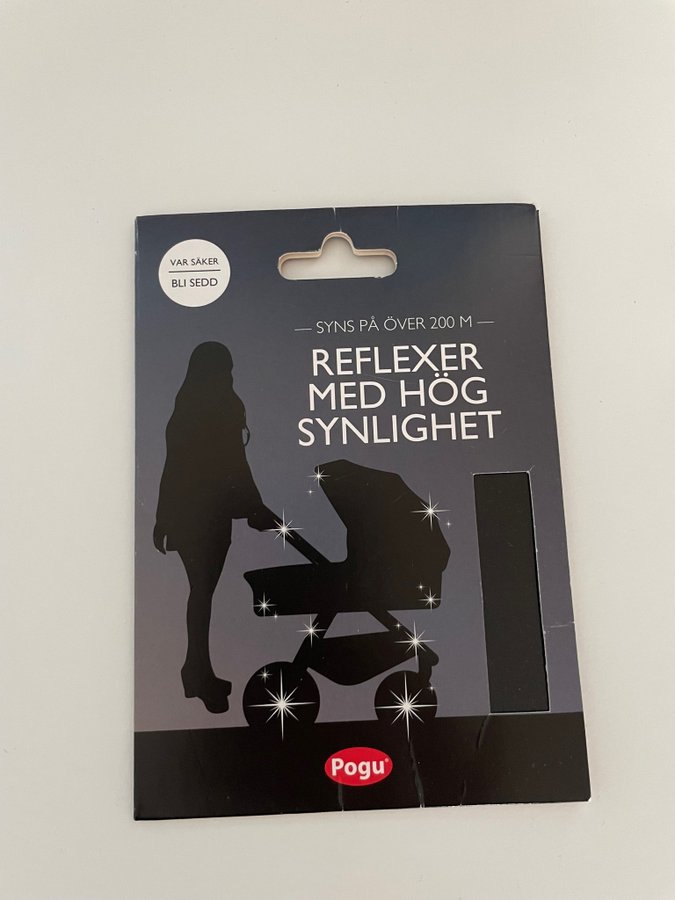 VAR SÄKER
BLI SEDD
— SYNS PÅ ÖVER 200 M —
REFLEXER
MED HÖG
SYNLIGHET
Pogu®